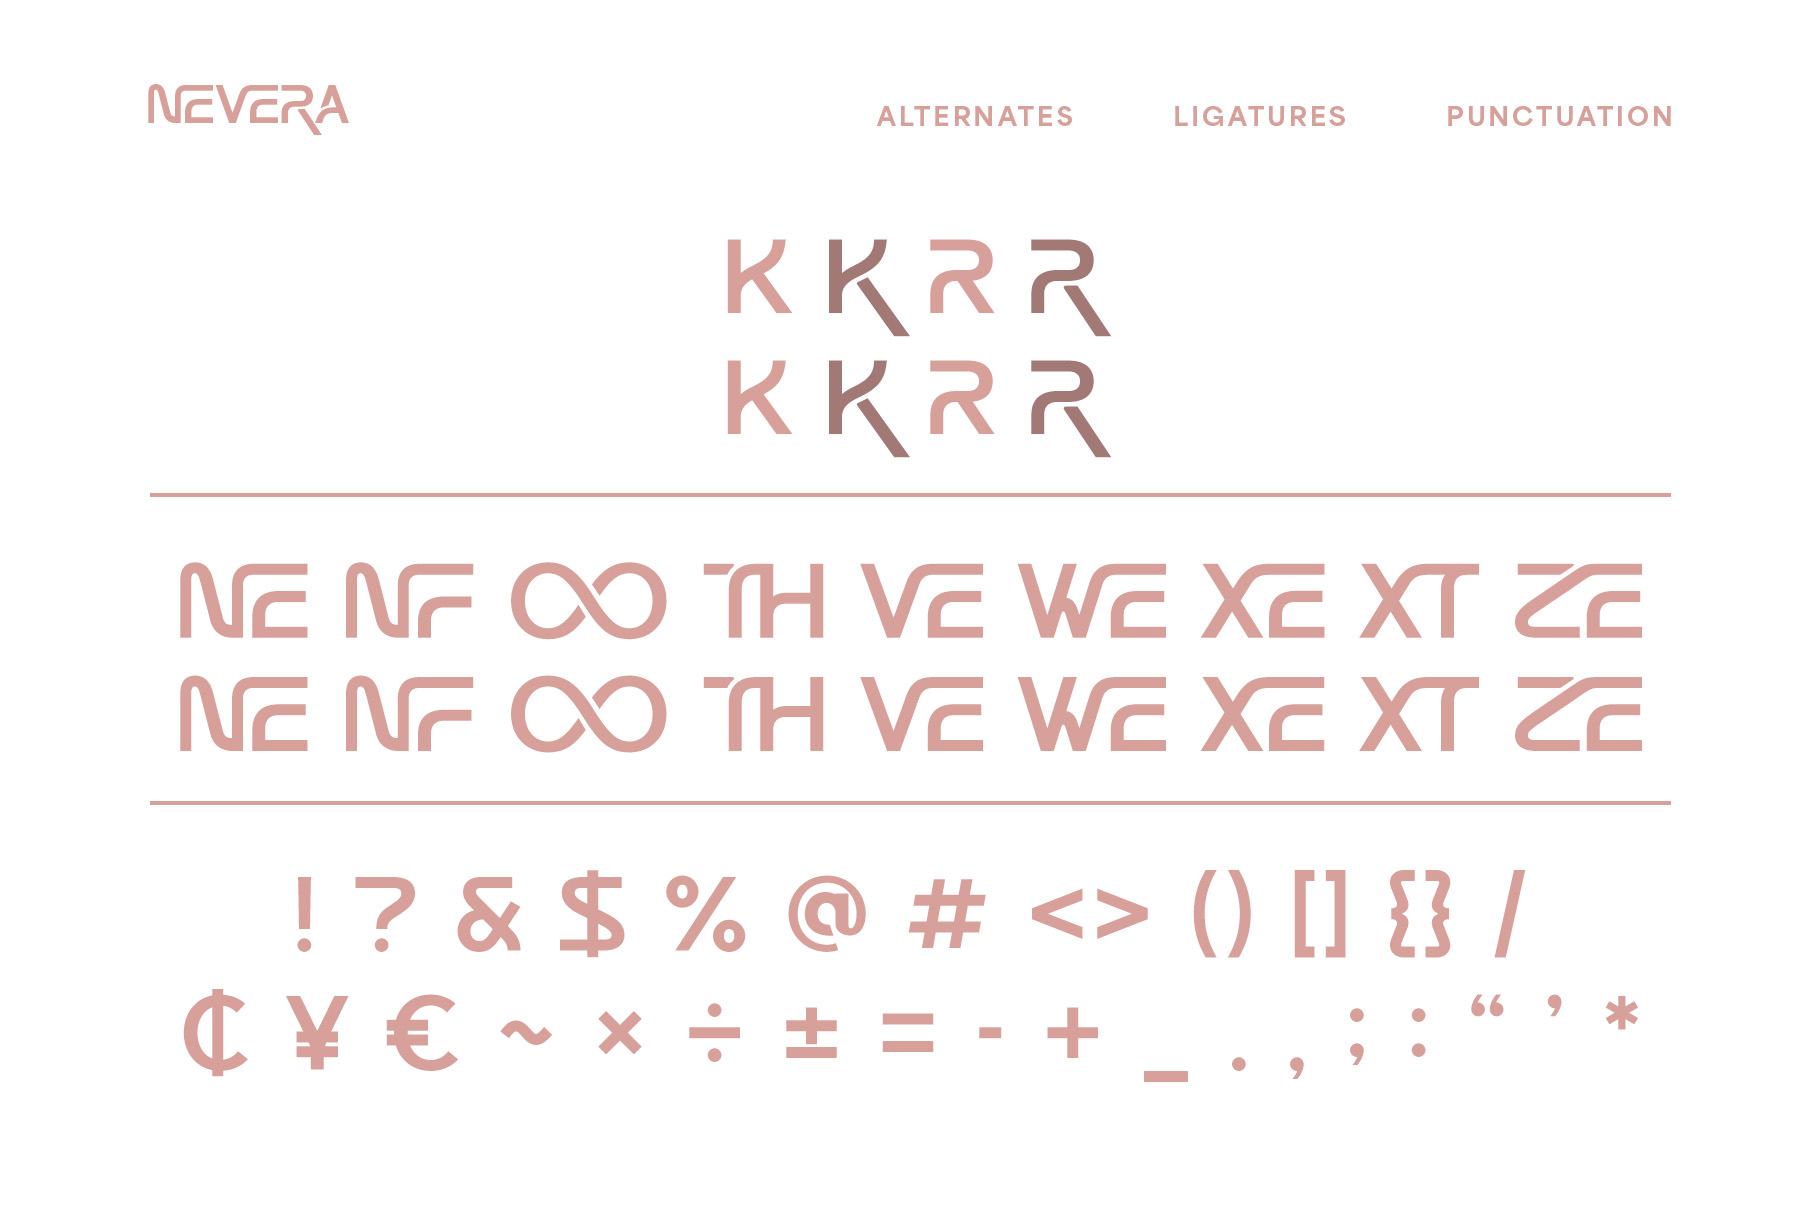 NEVERA ALTERNATES LIGATURES PUNCTUATION
K K R R
K K R R
NE NF OO TH VE WE XE XT ZE
NE NF OO TH VE WE XE XT ZE
! ? & $ % @ # < > ( ) [ ] { } /
₵ ¥ € ~ × ÷ ± = - + _ . , ; : “ ’ *